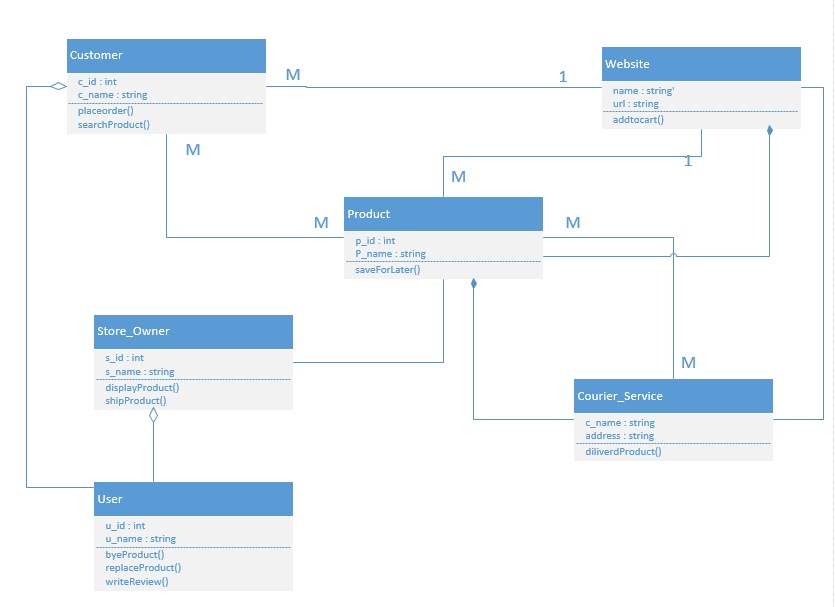 Customer
c_id : int
c_name : string
placeorder()
searchProduct()
M
1
Website
name : string'
url : string
addtocart()
M
1
M
M
Product
p_id : int
P_name : string
saveForLater()
M
Store_Owner
s_id : int
s_name : string
displayProduct()
shipProduct()
M
Courier_Service
c_name : string
address : string
diliverdProduct()
User
u_id : int
u_name : string
byeProduct()
replaceProduct()
writeReview()